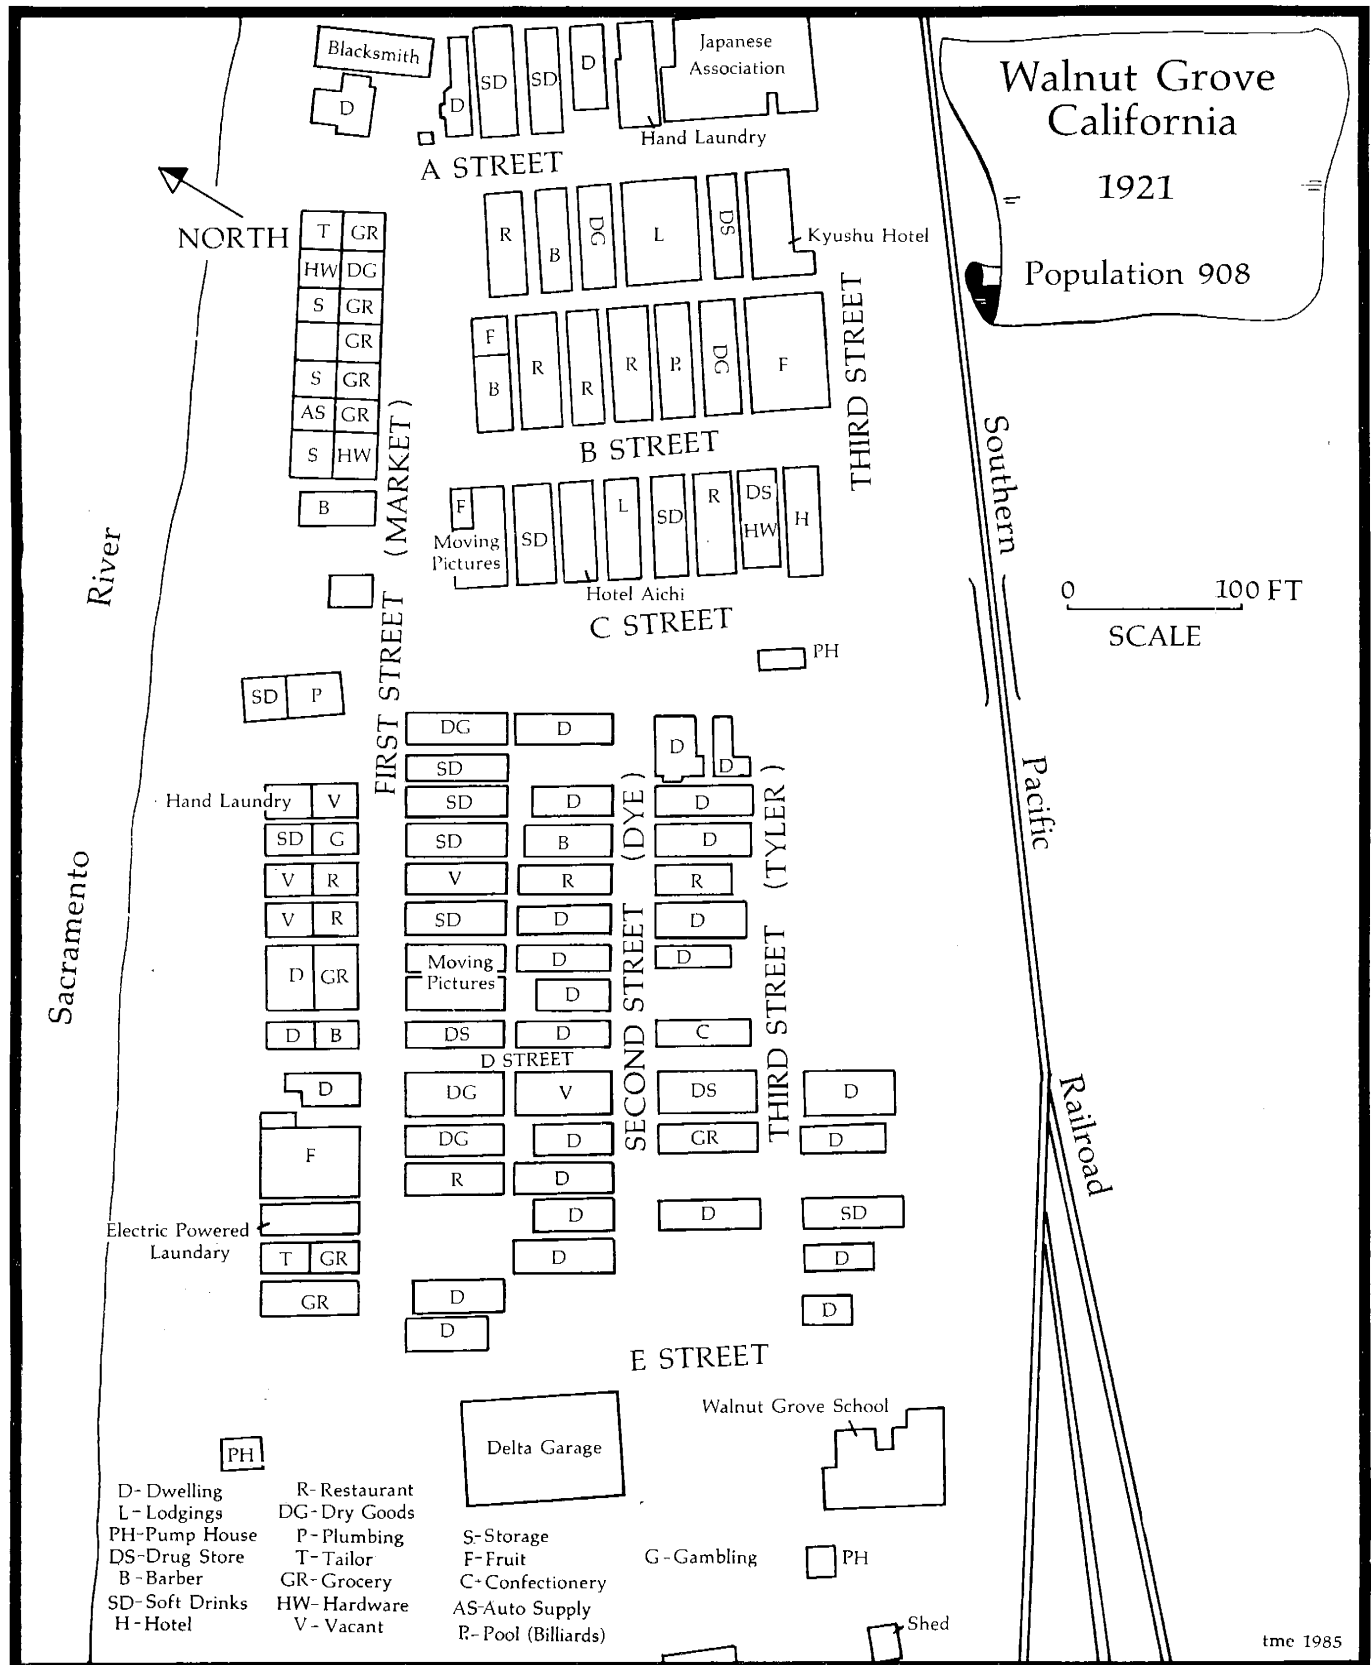 Walnut Grove
California
1921
Population 908
Blacksmith
D
D
SD
SD
D
Japanese
Association
Hand Laundry
A STREET
NORTH
R
B
DG
L
DS
Kyushu Hotel
T GR
HW DG
S GR
GR
S GR
AS GR
S HW
B
F
B
R
R
R
P.
DG
F
B STREET
THIRD STREET
FIRST STREET (MARKET)
F
Moving
Pictures
SD
L
SD
R
DS
HW
H
Hotel Aichi
C STREET
PH
SD P
River
Sacramento
Southern
Pacific
Railroad
0 100 FT
SCALE
DG D
D
D
SD
Hand Laundry V
SD D D
SD G
SD B D
V R
V R R
V R
SD D D
D GR
Moving
Pictures
D D
D
D B
DS D C
D STREET
SECOND STREET (DYE)
THIRD STREET (TYLER)
D
DG V DS D
F
DG D GR D
R D
D D SD
Electric Powered
Laundary
T GR
D D
GR
D D
D
E STREET
Delta Garage
Walnut Grove School
PH
D-Dwelling
L-Lodgings
PH-Pump House
DS-Drug Store
B-Barber
SD-Soft Drinks
H-Hotel
R-Restaurant
DG-Dry Goods
P-Plumbing
T-Tailor
GR-Grocery
HW-Hardware
V-Vacant
S-Storage
F-Fruit
C-Confectionery
AS-Auto Supply
P.-Pool (Billiards)
G-Gambling
PH
Shed
tme 1985